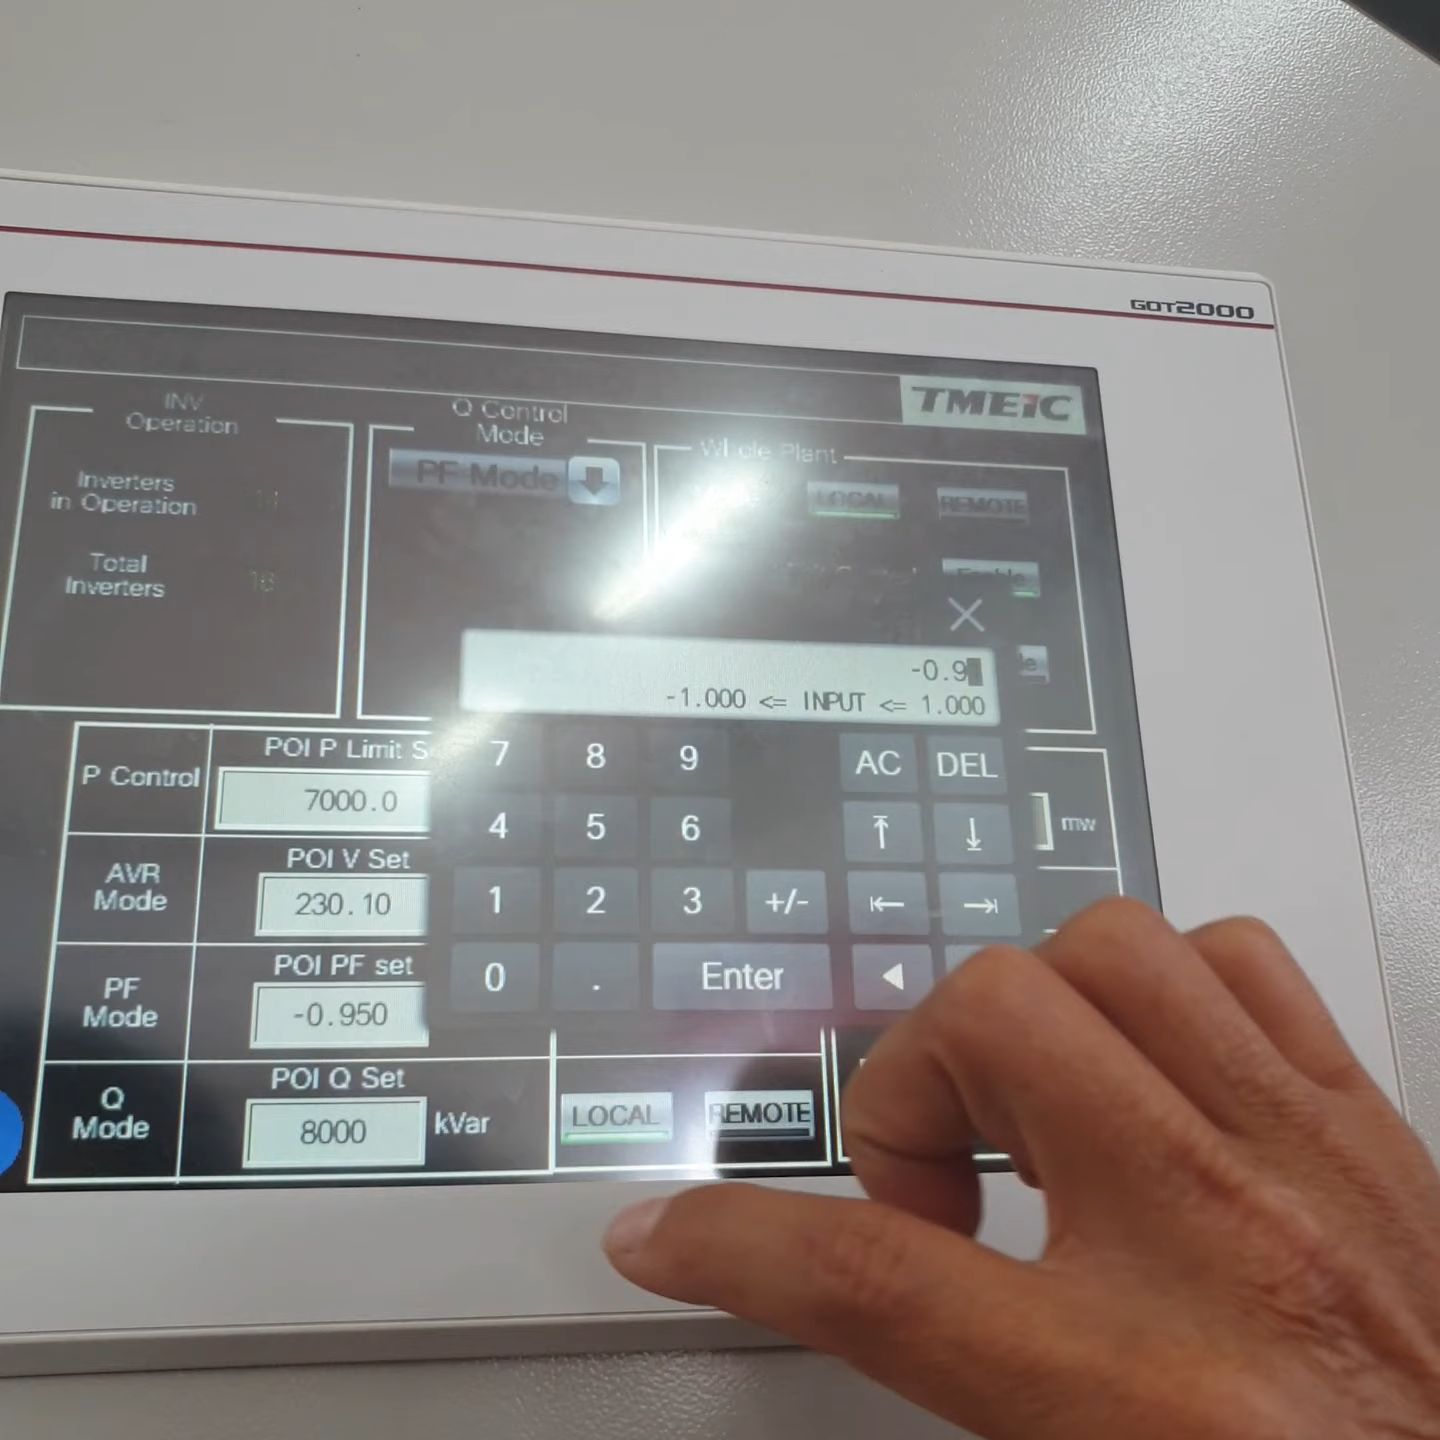 GOT2000
TMEiC
INV
Operation
Inverters
in Operation
Total
Inverters
Q Control
Mode
PF Mode
Whole Plant
LOCAL
REMOTE
Enable
-0.9
-1.000 <= INPUT <= 1.000
7 8 9 AC DEL
4 5 6
1 2 3 +/-
0 . Enter
P Control
POI P Limit S
7000.0
mw
AVR
Mode
POI V Set
230.10
PF
Mode
POI PF set
-0.950
Q
Mode
POI Q Set
8000
kVar
LOCAL
REMOTE